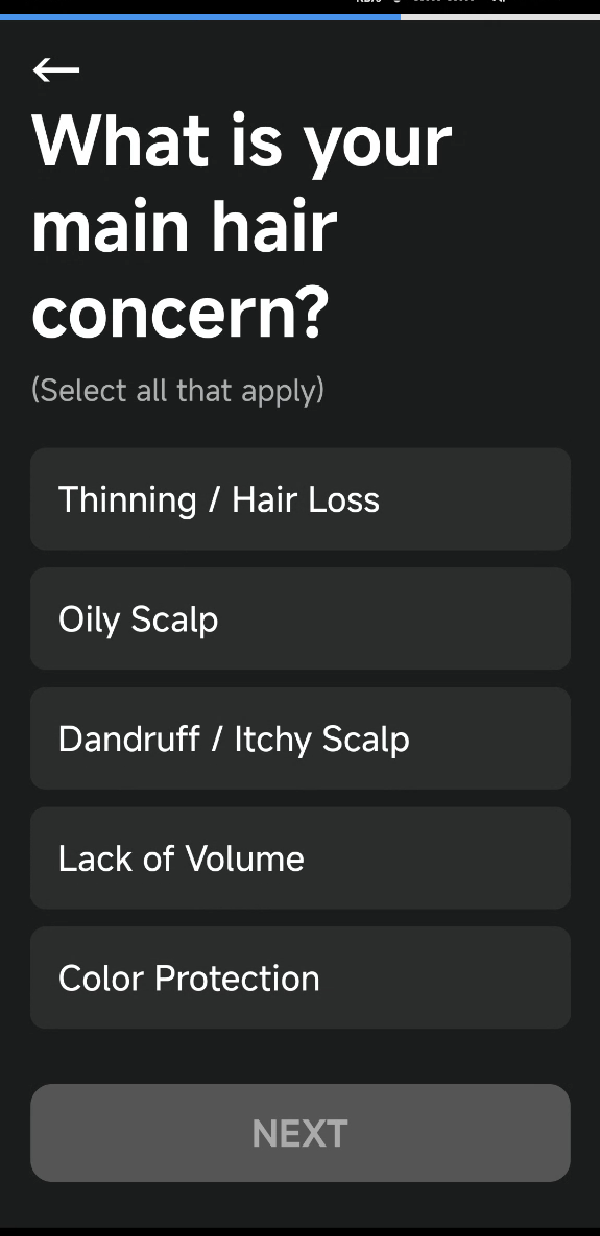 What is your
main hair
concern?
(Select all that apply)
Thinning / Hair Loss
Oily Scalp
Dandruff / Itchy Scalp
Lack of Volume
Color Protection
NEXT